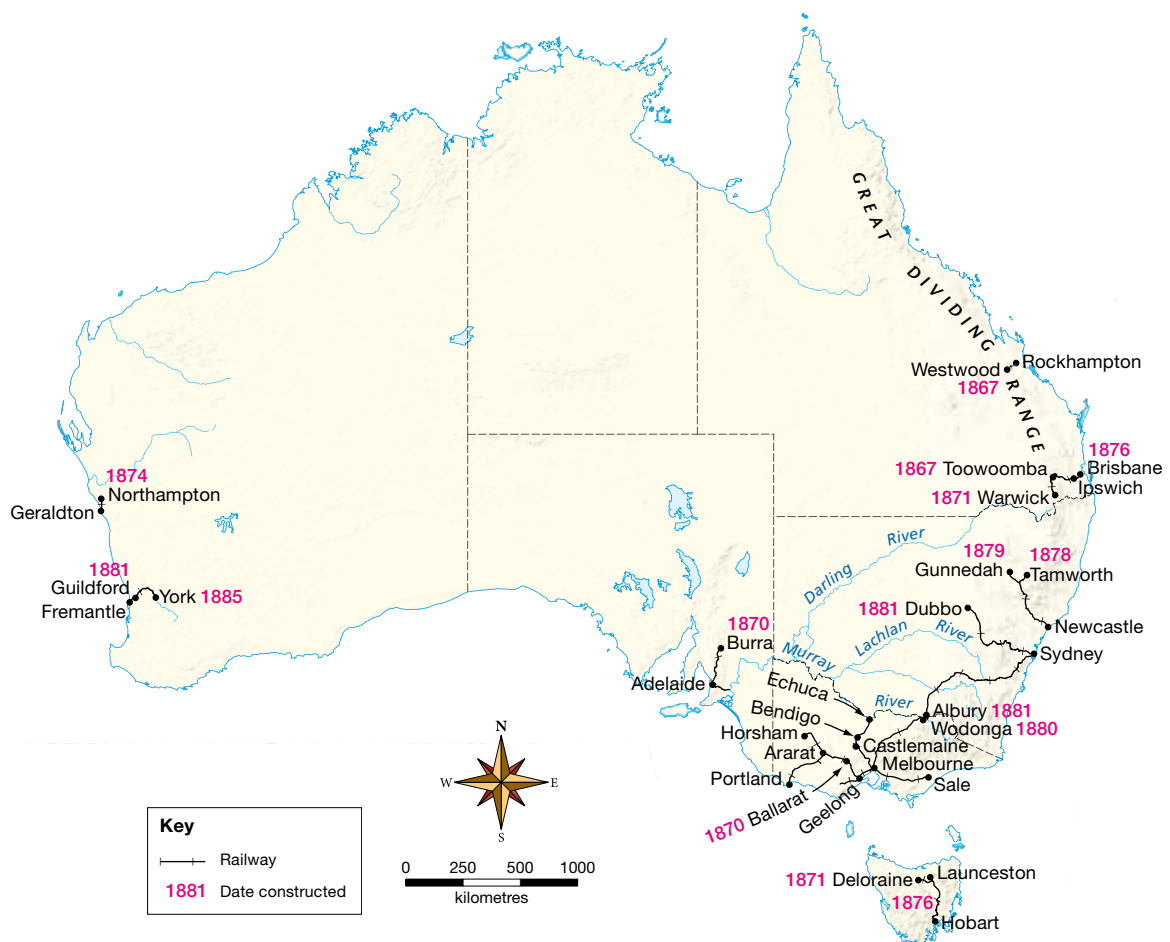 GREAT DIVIDING RANGE
Rockhampton
Westwood
1867
1876
Brisbane
1867 Toowoomba
Ipswich
1871 Warwick
1874
Northampton
Geraldton
1881
Guildford
York 1885
Fremantle
Darling River
1879
1878
Gunnedah
Tamworth
1881 Dubbo
Newcastle
Lachlan River
Sydney
1870
Burra
Adelaide
Murray River
Echuca
Bendigo
Albury 1881
Wodonga 1880
Horsham
Castlemaine
Ararat
Melbourne
Portland
Sale
1870 Ballarat
Geelong
N
W
E
S
Key
Railway
1881 Date constructed
0 250 500 1000
kilometres
1871 Deloraine
Launceston
1876
Hobart